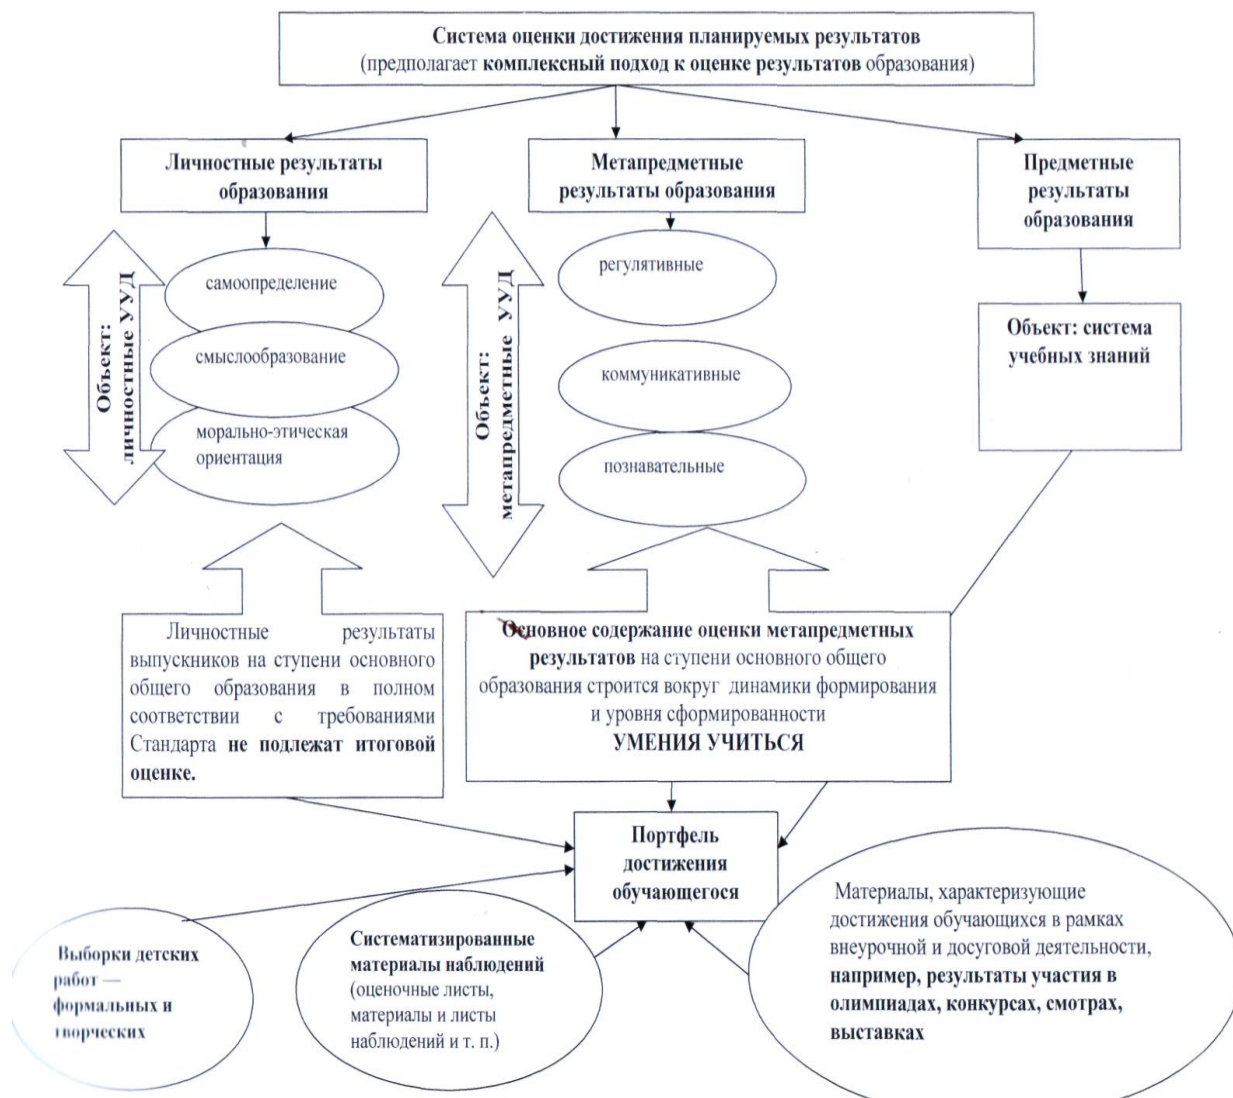 Система оценки достижения планируемых результатов
(предполагает комплексный подход к оценке результатов образования)
Личностные результаты
образования
Метапредметные
результаты образования
Предметные
результаты
образования
Объект:
личностные УУД
самоопределение
смыслообразование
морально-этическая
ориентация
Объект:
метапредметные УУД
регулятивные
коммуникативные
познавательные
Объект: система
учебных знаний
Личностные результаты
выпускников на ступени основного
общего образования в полном
соответствии с требованиями
Стандарта не подлежат итоговой
оценке.
Основное содержание оценки метапредметных
результатов на ступени основного общего
образования строится вокруг динамики формирования
и уровня сформированности
УМЕНИЯ УЧИТЬСЯ
Портфель
достижения
обучающегося
Выборки детских
работ —
формальных и
творческих
Систематизированные
материалы наблюдений
(оценочные листы,
материалы и листы
наблюдений и т. п.)
Материалы, характеризующие
достижения обучающихся в рамках
внеурочной и досуговой деятельности,
например, результаты участия в
олимпиадах, конкурсах, смотрах,
выставках